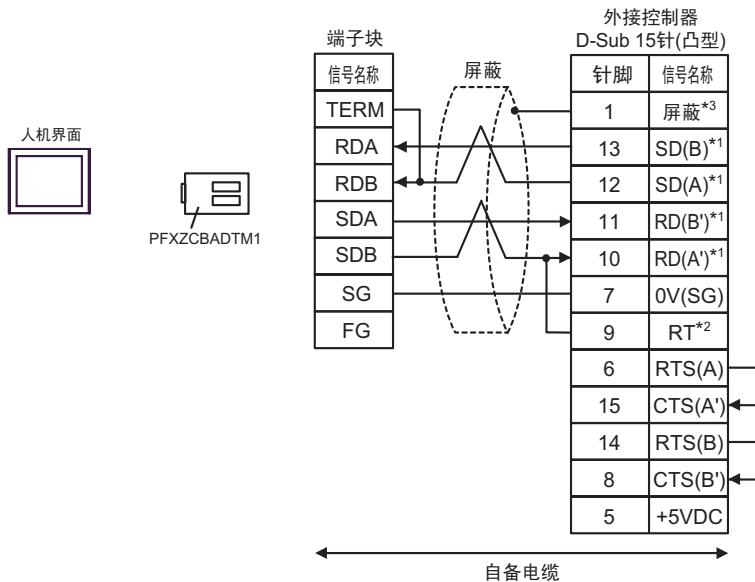 外接控制器
端子块
D-Sub 15针(凸型)
信号名称
屏蔽
针脚
信号名称
TERM
1
屏蔽*3
人机界面
RDA
13
SD(B)*1
RDB
12
SD(A)*1
SDA
11
RD(B')*1
PFXZCBADTM1
SDB
10
RD(A')*1
SG
7
0V(SG)
FG
9
RT*2
6
RTS(A)
15
CTS(A')
14
RTS(B)
8
CTS(B')
5
+5VDC
自备电缆